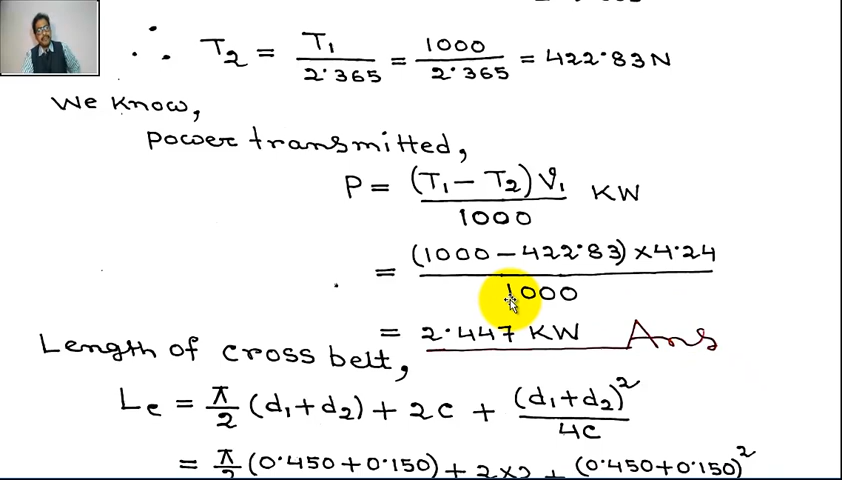 ∴ T₂ = T₁/2.365 = 1000/2.365 = 422.83 N
We know,
power transmitted,
P = (T₁ − T₂) V₁/1000 KW
= (1000 − 422.83) × 4.24/1000
= 2.447 KW Ans
Length of cross belt,
Lc = π/2 (d₁ + d₂) + 2C + (d₁ + d₂)²/4C
= π/2 (0.450 + 0.150) + 2×2 + (0.450 + 0.150)²